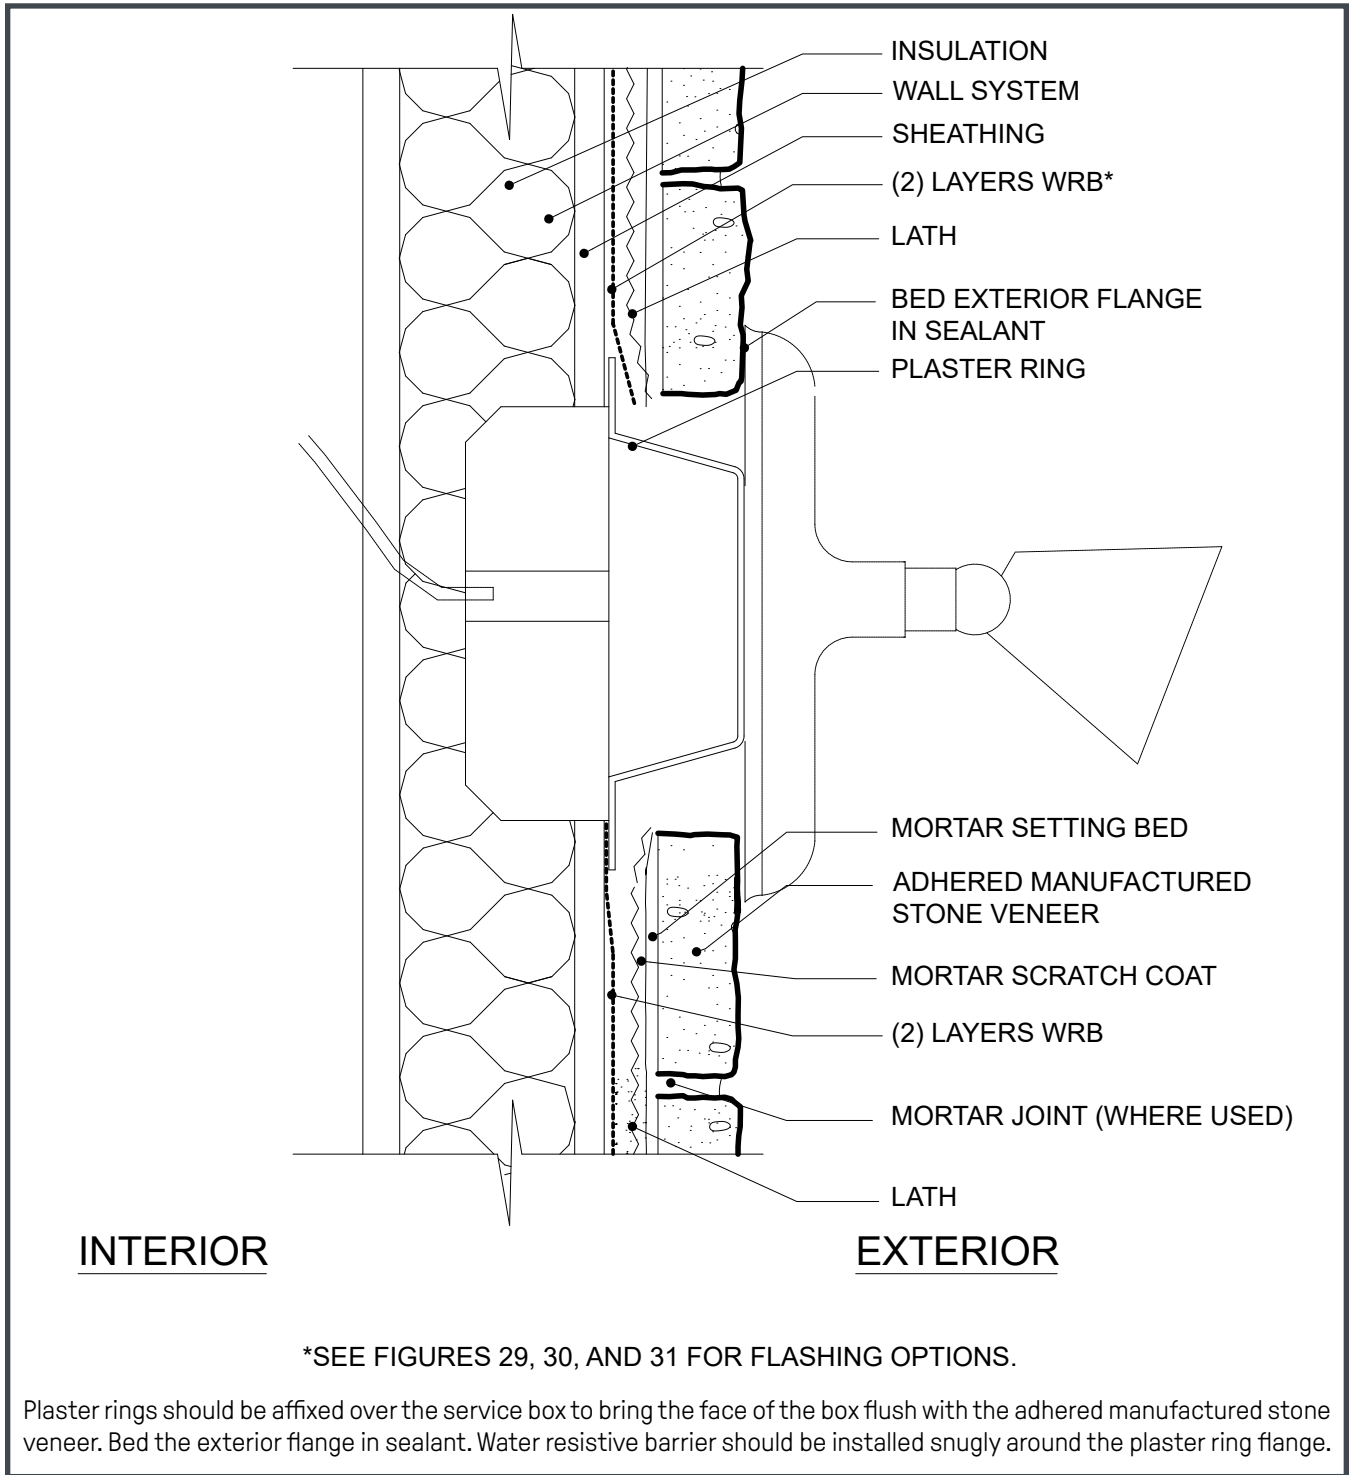 INSULATION
WALL SYSTEM
SHEATHING
(2) LAYERS WRB*
LATH
BED EXTERIOR FLANGE
IN SEALANT
PLASTER RING
MORTAR SETTING BED
ADHERED MANUFACTURED
STONE VENEER
MORTAR SCRATCH COAT
(2) LAYERS WRB
MORTAR JOINT (WHERE USED)
LATH
INTERIOR
EXTERIOR
*SEE FIGURES 29, 30, AND 31 FOR FLASHING OPTIONS.
Plaster rings should be affixed over the service box to bring the face of the box flush with the adhered manufactured stone
veneer. Bed the exterior flange in sealant. Water resistive barrier should be installed snugly around the plaster ring flange.